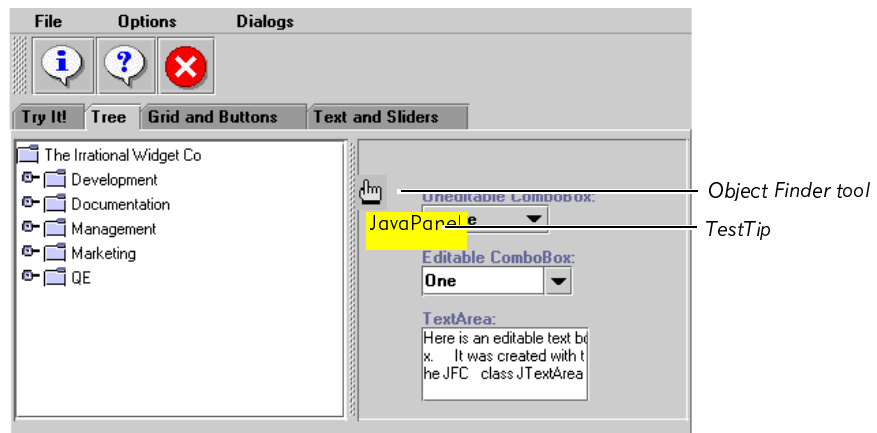 File Options Dialogs
Try It! Tree Grid and Buttons Text and Sliders
The Irrational Widget Co
Development
Documentation
Management
Marketing
QE
Object Finder tool
Uneditable ComboBox:
JavaPanel
TestTip
Editable ComboBox:
One
TextArea:
Here is an editable text bo
x. It was created with t
he JFC class JTextArea